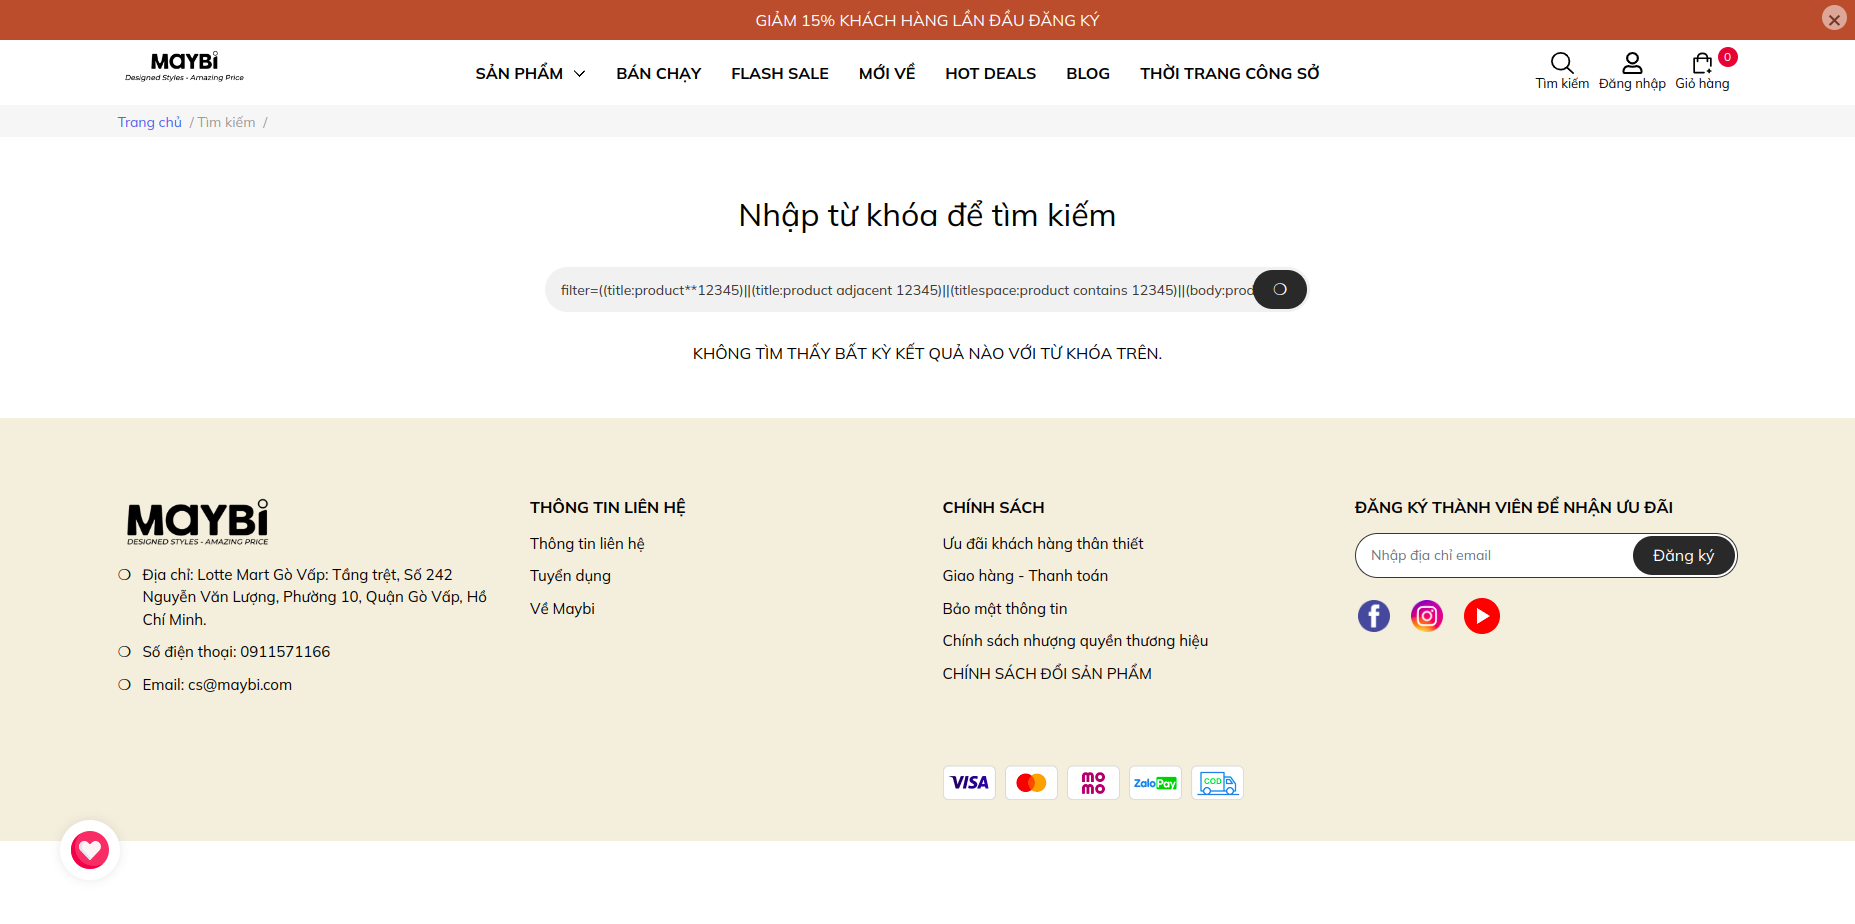 GIẢM 15% KHÁCH HÀNG LẦN ĐẦU ĐĂNG KÝ
MAYBI
Designed Styles - Amazing Price
SẢN PHẨM BÁN CHẠY FLASH SALE MỚI VỀ HOT DEALS BLOG THỜI TRANG CÔNG SỞ
0
Tìm kiếm Đăng nhập Giỏ hàng
Trang chủ / Tìm kiếm /
Nhập từ khóa để tìm kiếm
filter=((title:product**12345)||(title:product adjacent 12345)||(titlespace:product contains 12345)||(body:prod
KHÔNG TÌM THẤY BẤT KỲ KẾT QUẢ NÀO VỚI TỪ KHÓA TRÊN.
MAYBI
DESIGNED STYLES - AMAZING PRICE
Địa chỉ: Lotte Mart Gò Vấp: Tầng trệt, Số 242
Nguyễn Văn Lượng, Phường 10, Quận Gò Vấp, Hồ
Chí Minh.
Số điện thoại: 0911571166
Email: cs@maybi.com
THÔNG TIN LIÊN HỆ
Thông tin liên hệ
Tuyển dụng
Về Maybi
CHÍNH SÁCH
Ưu đãi khách hàng thân thiết
Giao hàng - Thanh toán
Bảo mật thông tin
Chính sách nhượng quyền thương hiệu
CHÍNH SÁCH ĐỔI SẢN PHẨM
ĐĂNG KÝ THÀNH VIÊN ĐỂ NHẬN ƯU ĐÃI
Nhập địa chỉ email Đăng ký
VISA
mo
mo
Zalo Pay
COD